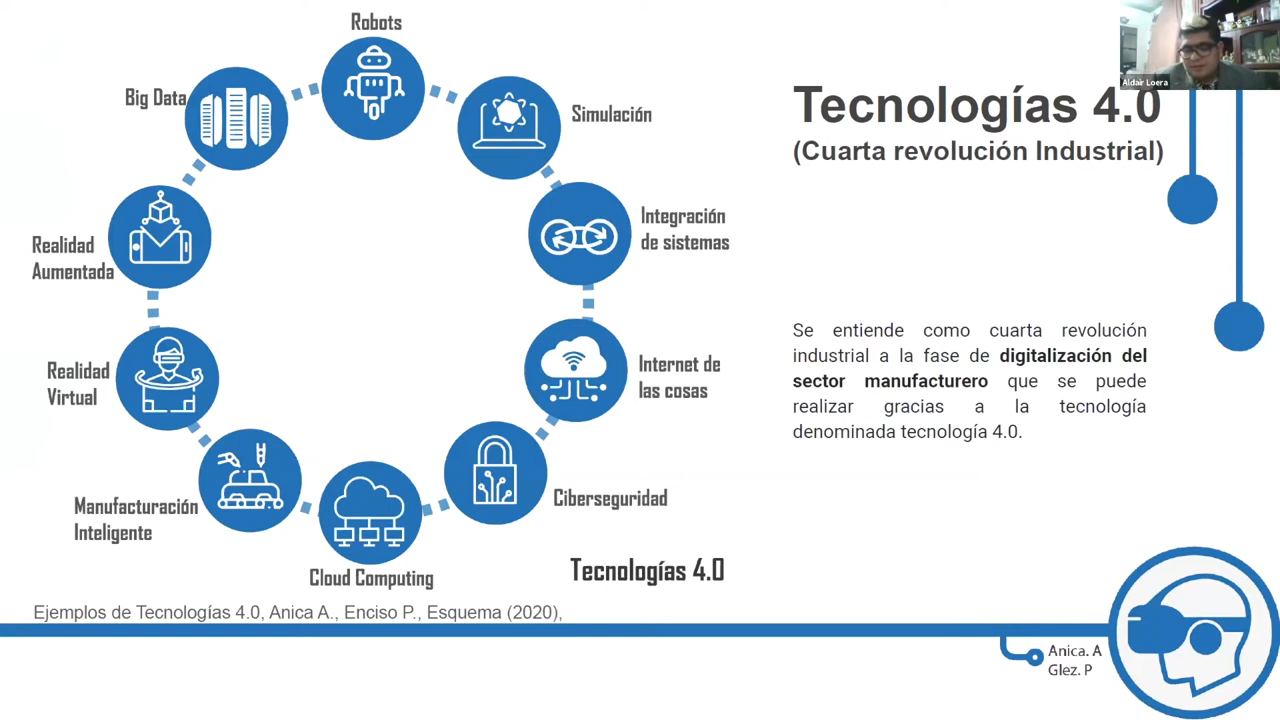 Robots
Big Data
Simulación
Realidad
Aumentada
Integración
de sistemas
Realidad
Virtual
Internet de
las cosas
Manufacturación
Inteligente
Ciberseguridad
Cloud Computing
Tecnologías 4.0
Ejemplos de Tecnologías 4.0, Anica A., Enciso P., Esquema (2020),
Aldair Loera
Tecnologías 4.0
(Cuarta revolución Industrial)
Se entiende como cuarta revolución
industrial a la fase de digitalización del
sector manufacturero que se puede
realizar gracias a la tecnología
denominada tecnología 4.0.
Anica. A
Glez. P